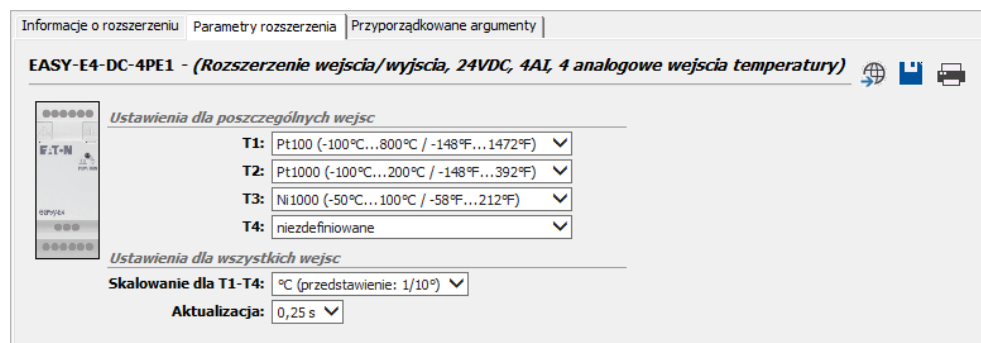 Informacje o rozszerzeniu Parametry rozszerzenia Przyporządkowane argumenty
EASY-E4-DC-4PE1 - (Rozszerzenie wejscia/wyjscia, 24VDC, 4AI, 4 analogowe wejscia temperatury)
Ustawienia dla poszczególnych wejsc
E·T·N
T1: Pt100 (-100°C...800°C / -148°F...1472°F)
T2: Pt1000 (-100°C...200°C / -148°F...392°F)
T3: Ni1000 (-50°C...100°C / -58°F...212°F)
T4: niezdefiniowane
Ustawienia dla wszystkich wejsc
Skalowanie dla T1-T4: °C (przedstawienie: 1/10°)
Aktualizacja: 0,25 s